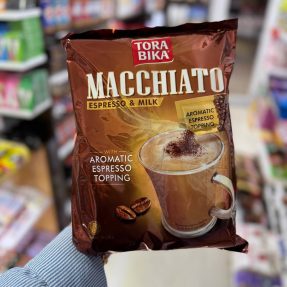 TORA
BIKA
MACCHIATO
ESPRESSO & MILK
AROMATIC
ESPRESSO
TOPPING
WITH
AROMATIC
ESPRESSO
TOPPING